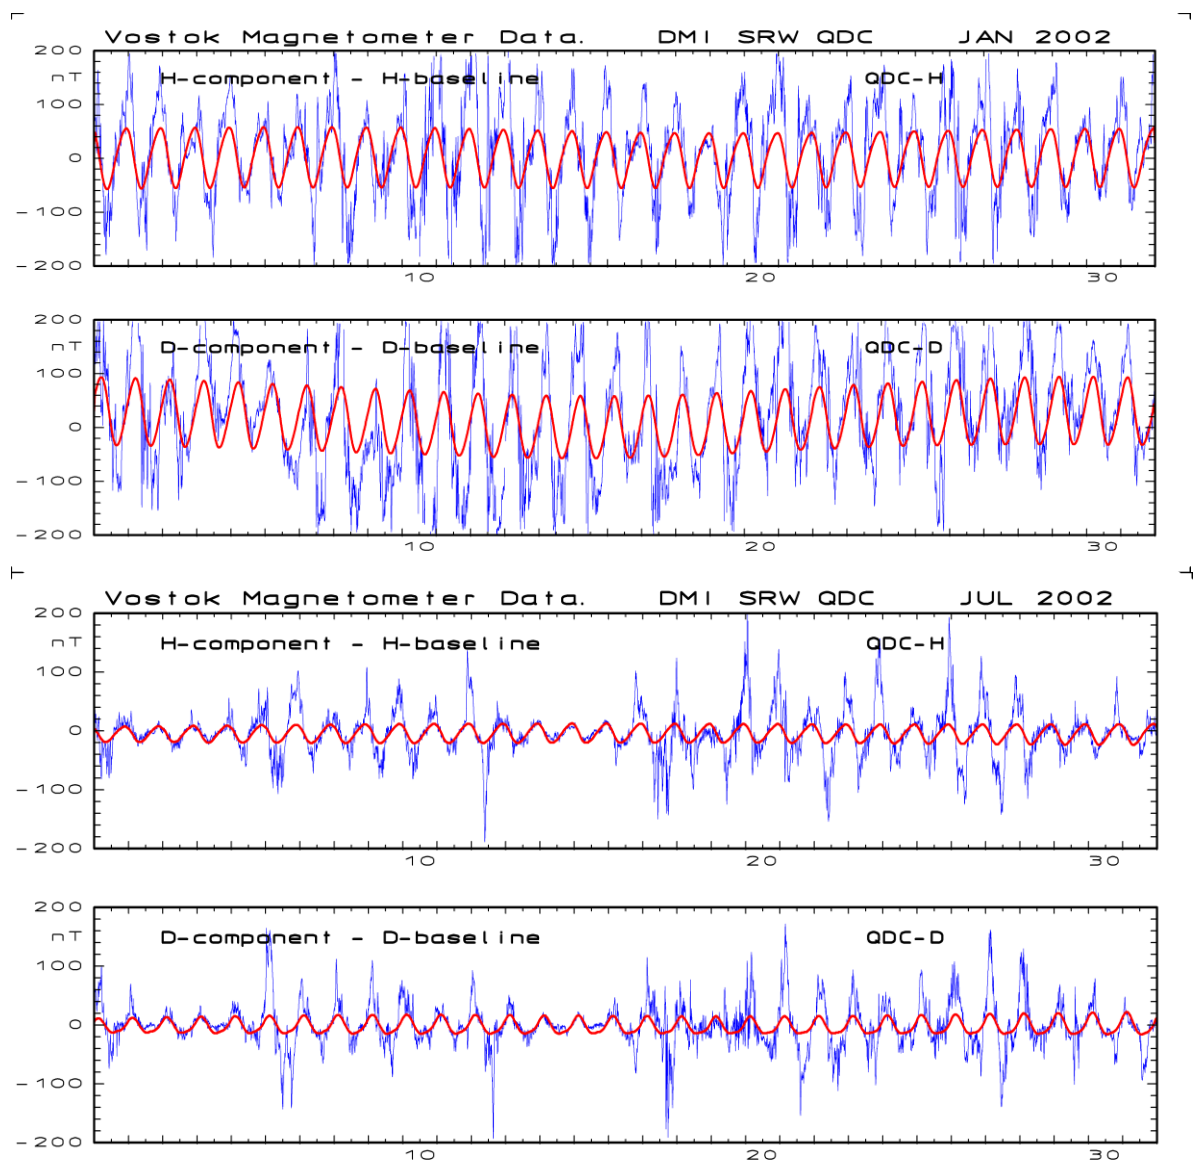 Vostok Magnetometer Data. DMI SRW QDC JAN 2002
200
nT H-component - H-baseline QDC-H
100
0
-100
-200
10 20 30
200
nT D-component - D-baseline QDC-D
100
0
-100
-200
10 20 30
Vostok Magnetometer Data. DMI SRW QDC JUL 2002
200
nT H-component - H-baseline QDC-H
100
0
-100
-200
10 20 30
200
nT D-component - D-baseline QDC-D
100
0
-100
-200
10 20 30